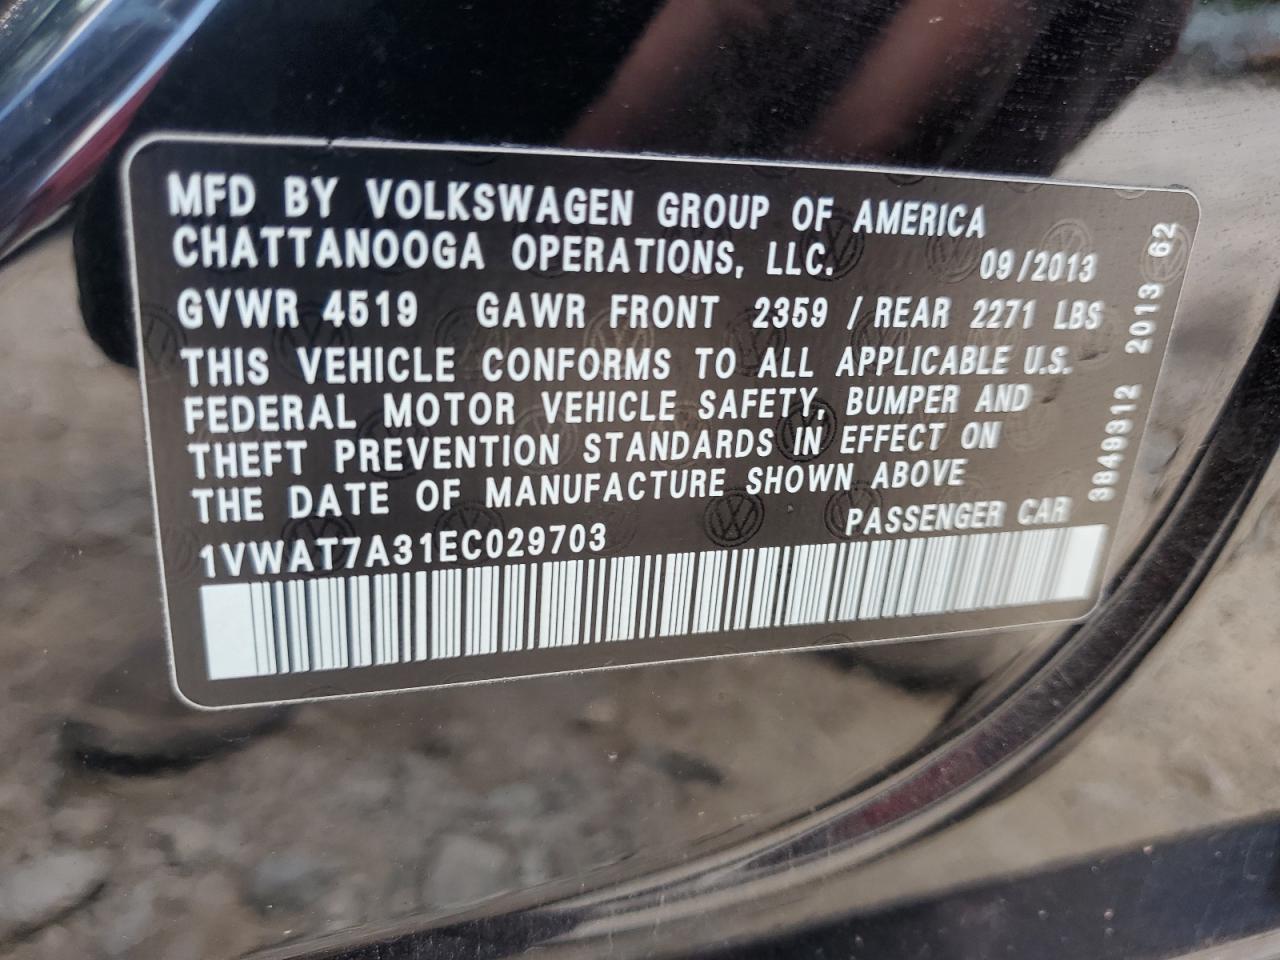 MFD BY VOLKSWAGEN GROUP OF AMERICA
CHATTANOOGA OPERATIONS, LLC. 09/2013
GVWR 4519 GAWR FRONT 2359 / REAR 2271 LBS
THIS VEHICLE CONFORMS TO ALL APPLICABLE U.S.
FEDERAL MOTOR VEHICLE SAFETY, BUMPER AND
THEFT PREVENTION STANDARDS IN EFFECT ON
THE DATE OF MANUFACTURE SHOWN ABOVE
1VWAT7A31EC029703 PASSENGER CAR
3849312 2013 62